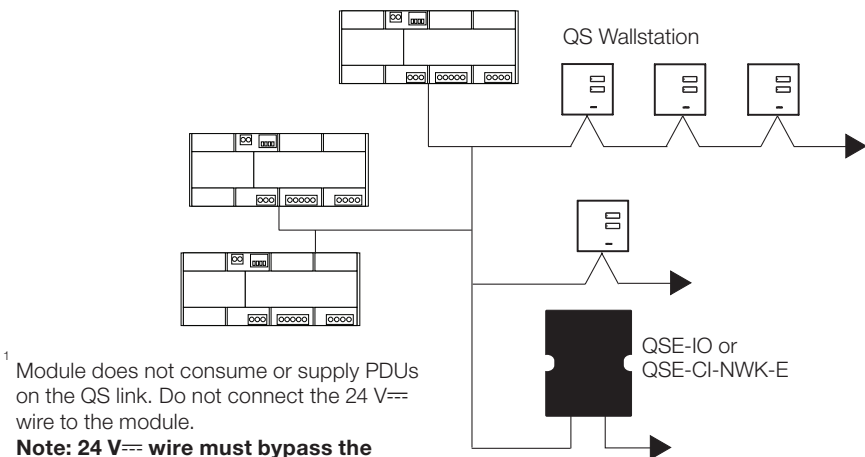 QS Wallstation
QSE-IO or
QSE-CI-NWK-E
1 Module does not consume or supply PDUs
on the QS link. Do not connect the 24 V⎓
wire to the module.
Note: 24 V⎓ wire must bypass the